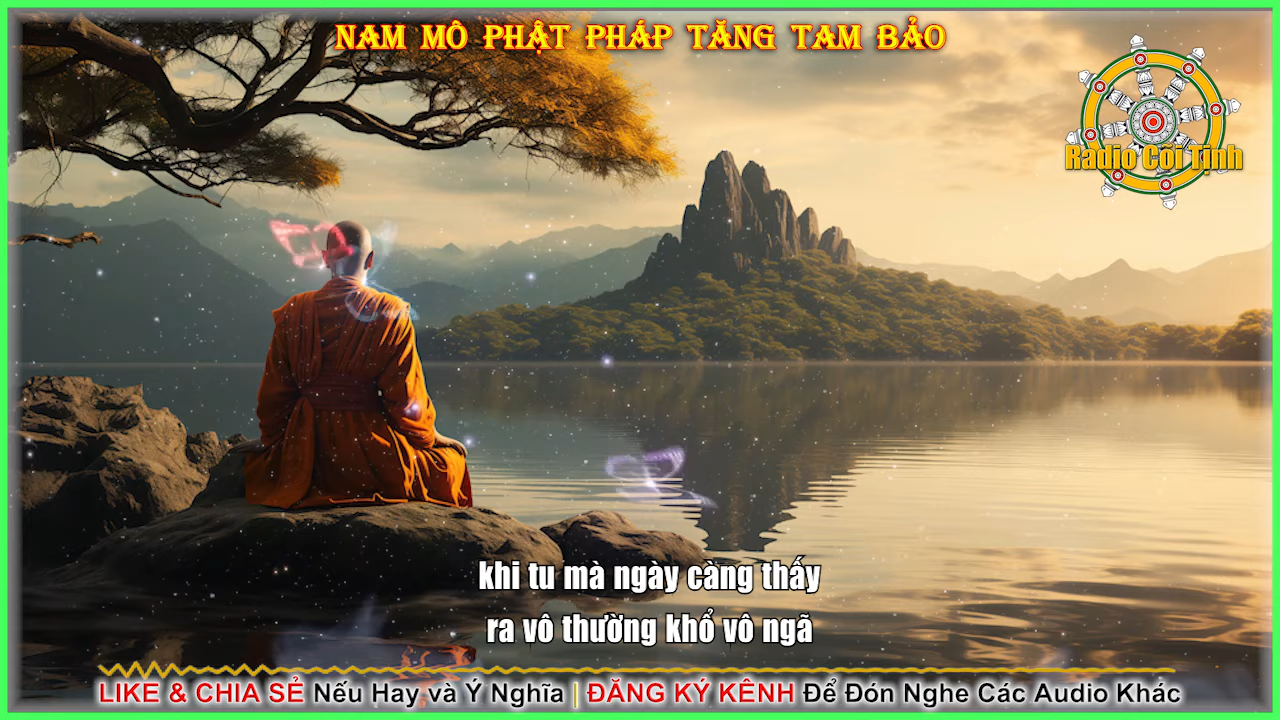 NAM MÔ PHẬT PHÁP TĂNG TAM BẢO
Radio Cõi Tịnh
khi tu mà ngày càng thấy
ra vô thường khổ vô ngã
LIKE & CHIA SẺ Nếu Hay và Ý Nghĩa | ĐĂNG KÝ KÊNH Để Đón Nghe Các Audio Khác